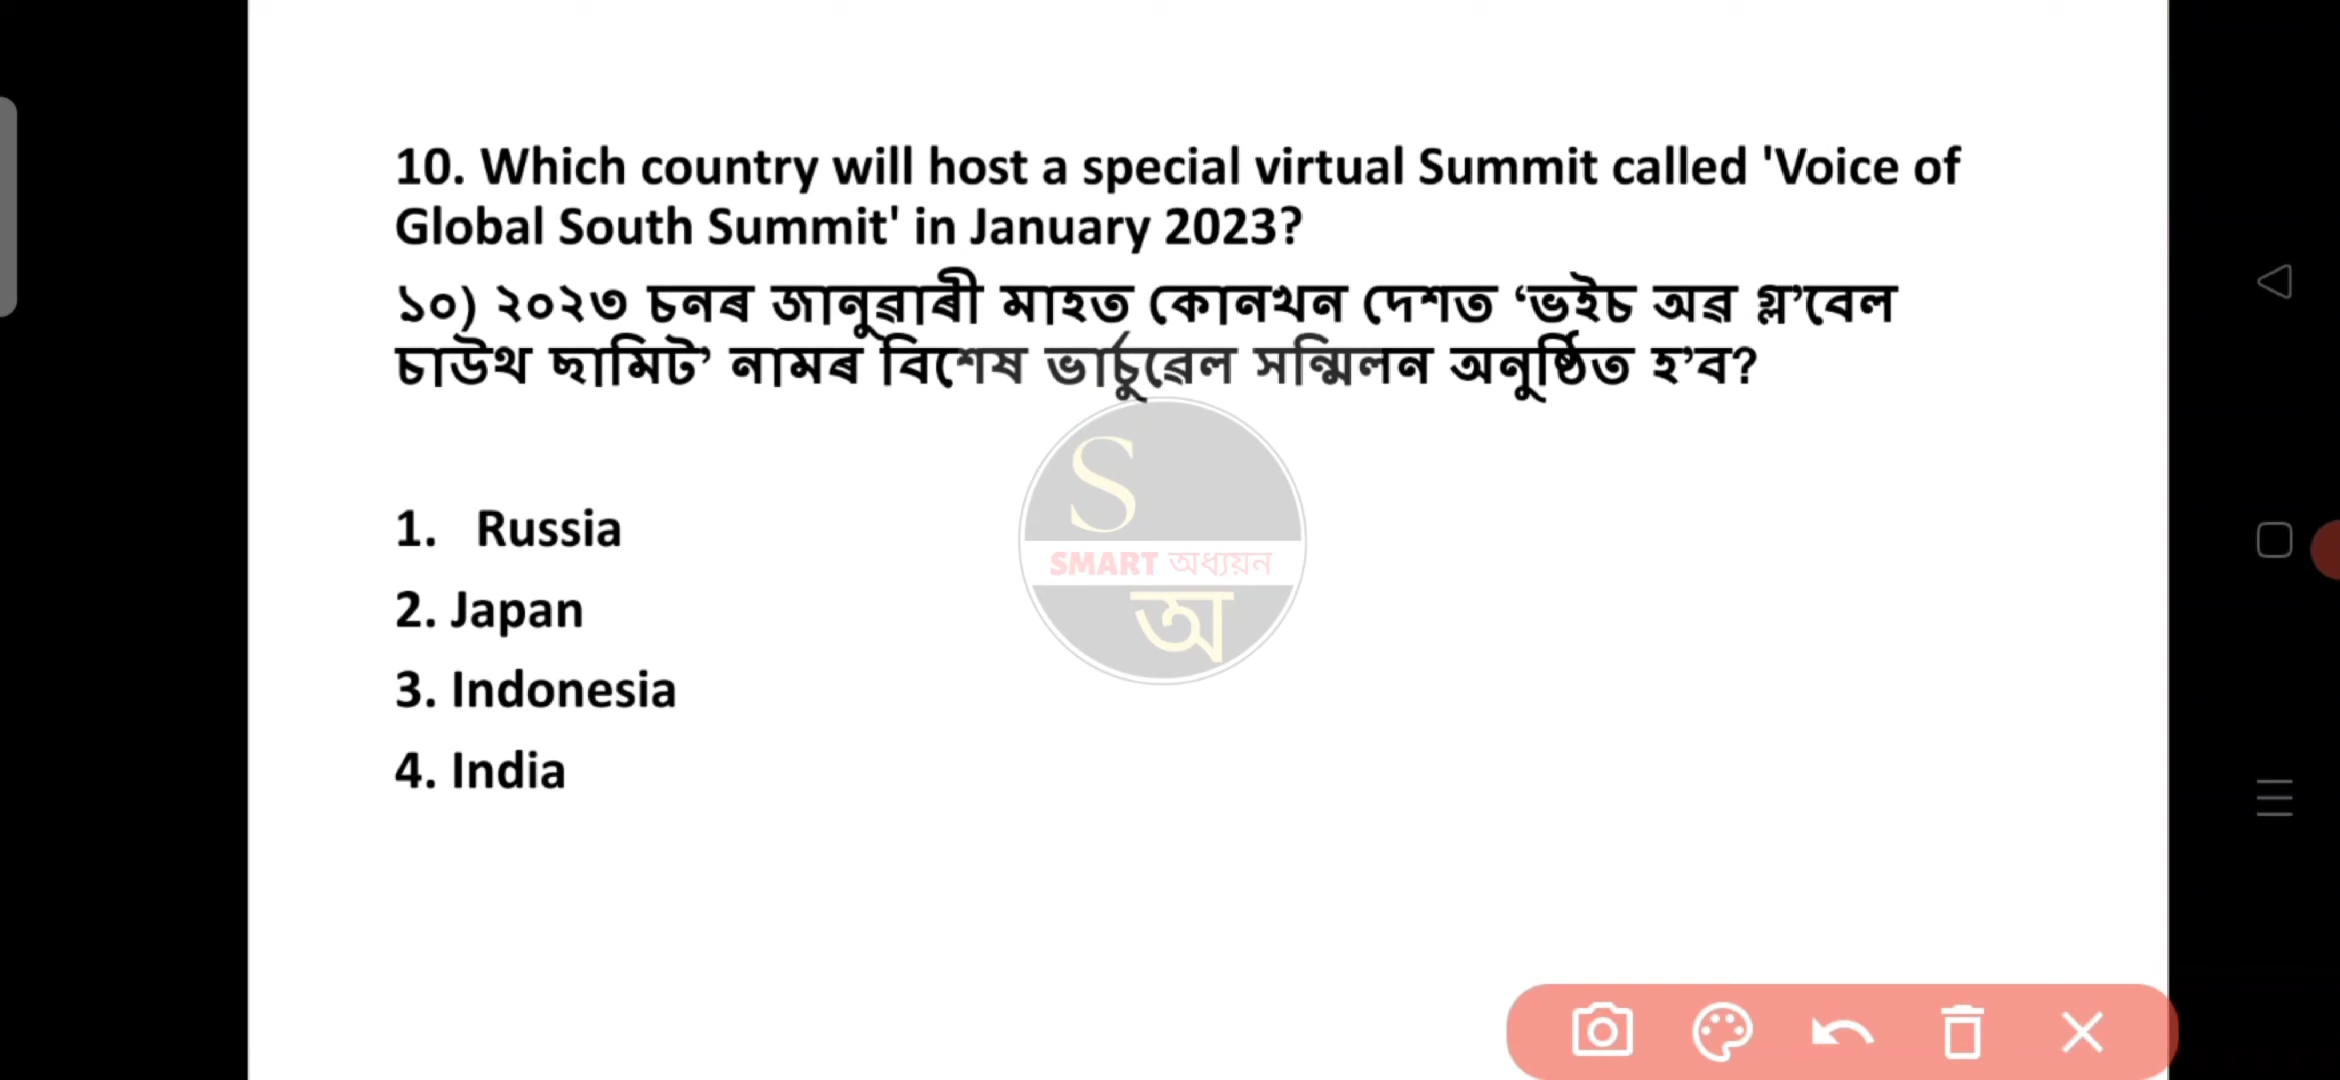 10. Which country will host a special virtual Summit called 'Voice of
Global South Summit' in January 2023?
১০) ২০২৩ চনৰ জানুৱাৰী মাহত কোনখন দেশত ‘ভইচ অৱ গ্ল’বেল
চাউথ ছামিট’ নামৰ বিশেষ ভাৰ্চুৱেল সন্মিলন অনুষ্ঠিত হ’ব?
S
SMART অধ্যয়ন
অ
1. Russia
2. Japan
3. Indonesia
4. India